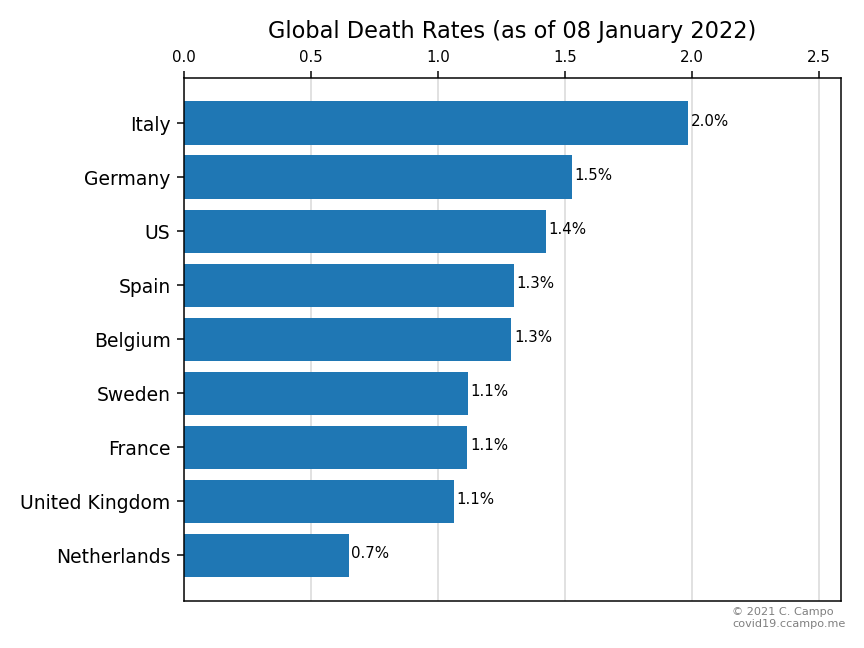 Global Death Rates (as of 08 January 2022)
0.0 0.5 1.0 1.5 2.0 2.5
Italy 2.0%
Germany 1.5%
US 1.4%
Spain 1.3%
Belgium 1.3%
Sweden 1.1%
France 1.1%
United Kingdom 1.1%
Netherlands 0.7%
© 2021 C. Campo
covid19.ccampo.me